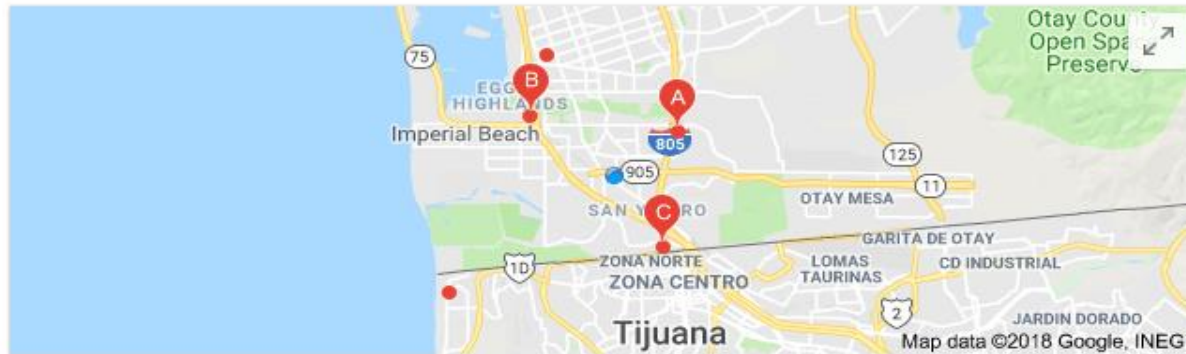 Otay County
Open Spa
Preserve
75
B
EGG
HIGHLANDS
A
Imperial Beach
805
125
905
11
OTAY MESA
C
SAN Y RO
GARITA DE OTAY
ZONA NORTE
LOMAS
TAURINAS
CD INDUSTRIAL
1D
ZONA CENTRO
2
JARDIN DORADO
Tijuana
Map data ©2018 Google, INEG